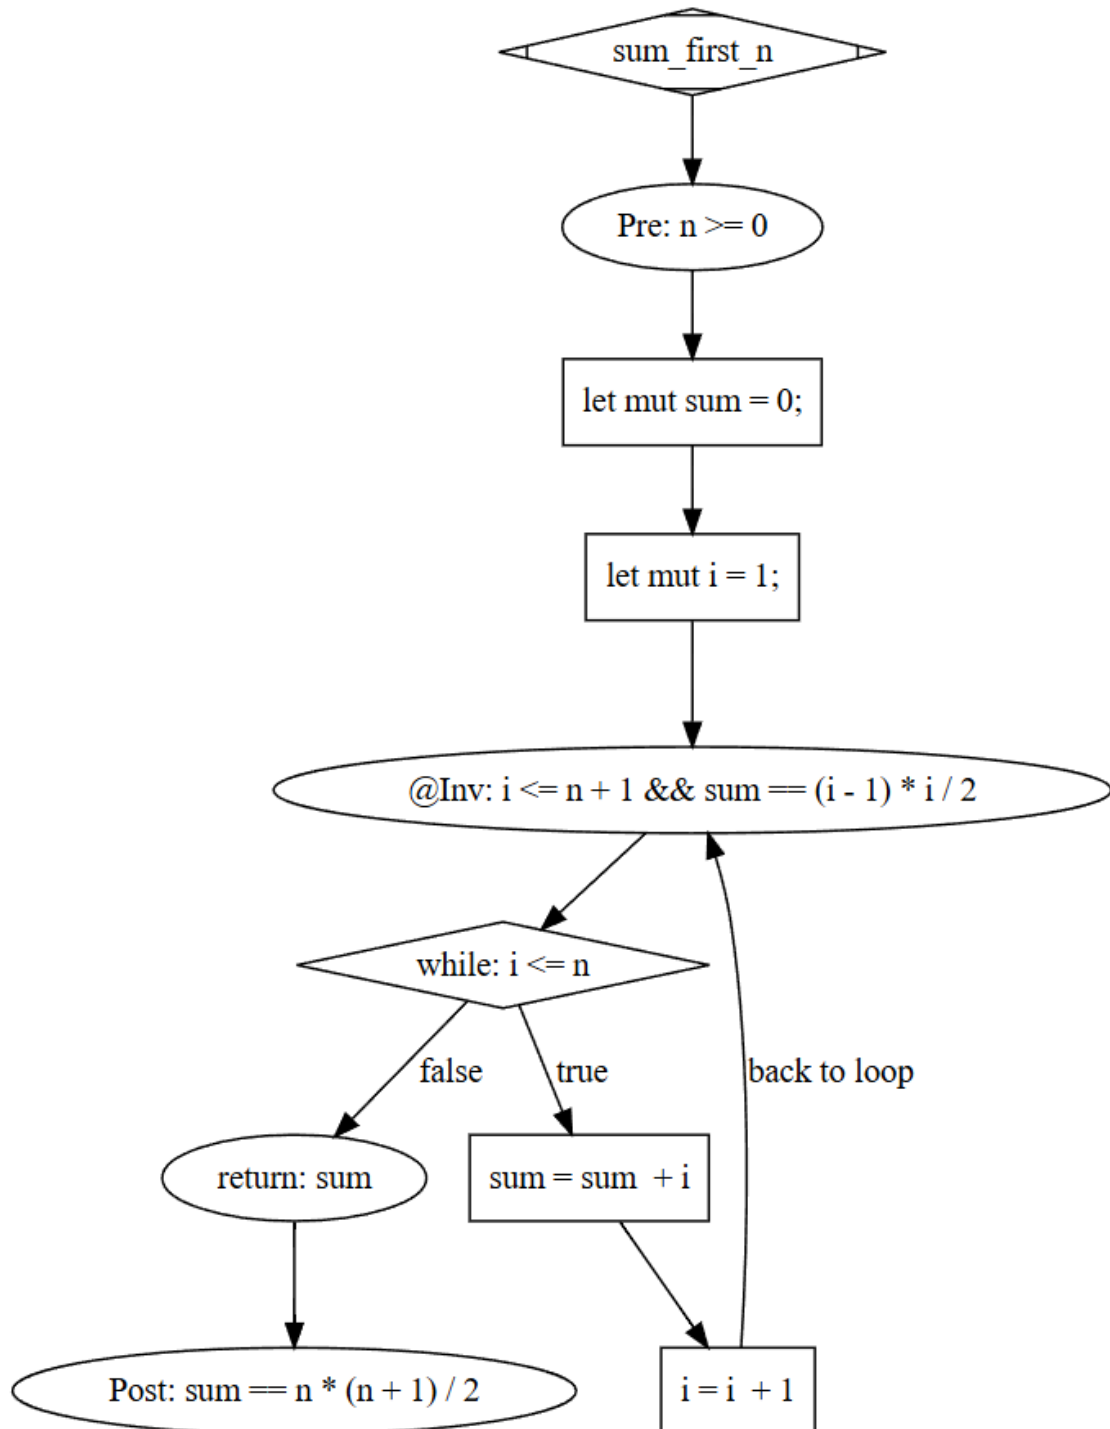 sum_first_n
Pre: n >= 0
let mut sum = 0;
let mut i = 1;
@Inv: i <= n + 1 && sum == (i - 1) * i / 2
while: i <= n
false
true
back to loop
return: sum
sum = sum  + i
Post: sum == n * (n + 1) / 2
i = i  + 1